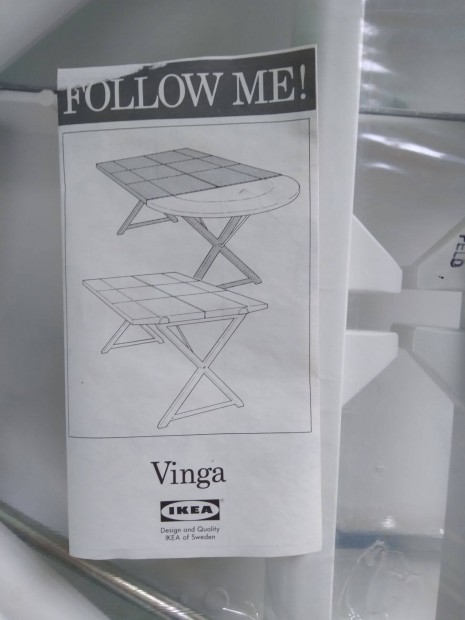 FOLLOW ME!
Vinga
IKEA
Design and Quality
IKEA of Sweden